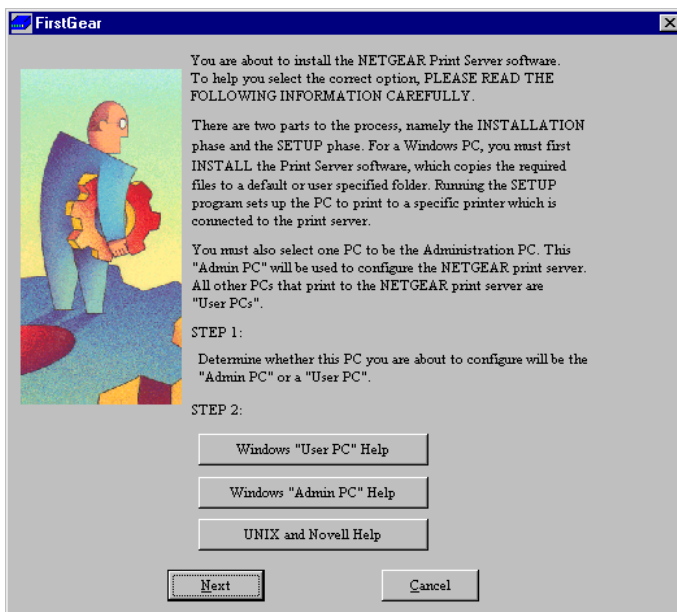 FirstGear
You are about to install the NETGEAR Print Server software.
To help you select the correct option, PLEASE READ THE
FOLLOWING INFORMATION CAREFULLY.
There are two parts to the process, namely the INSTALLATION
phase and the SETUP phase. For a Windows PC, you must first
INSTALL the Print Server software, which copies the required
files to a default or user specified folder. Running the SETUP
program sets up the PC to print to a specific printer which is
connected to the print server.
You must also select one PC to be the Administration PC. This
"Admin PC" will be used to configure the NETGEAR print server.
All other PCs that print to the NETGEAR print server are
"User PCs".
STEP 1:
Determine whether this PC you are about to configure will be the
"Admin PC" or a "User PC".
STEP 2:
Windows "User PC" Help
Windows "Admin PC" Help
UNIX and Novell Help
Next
Cancel